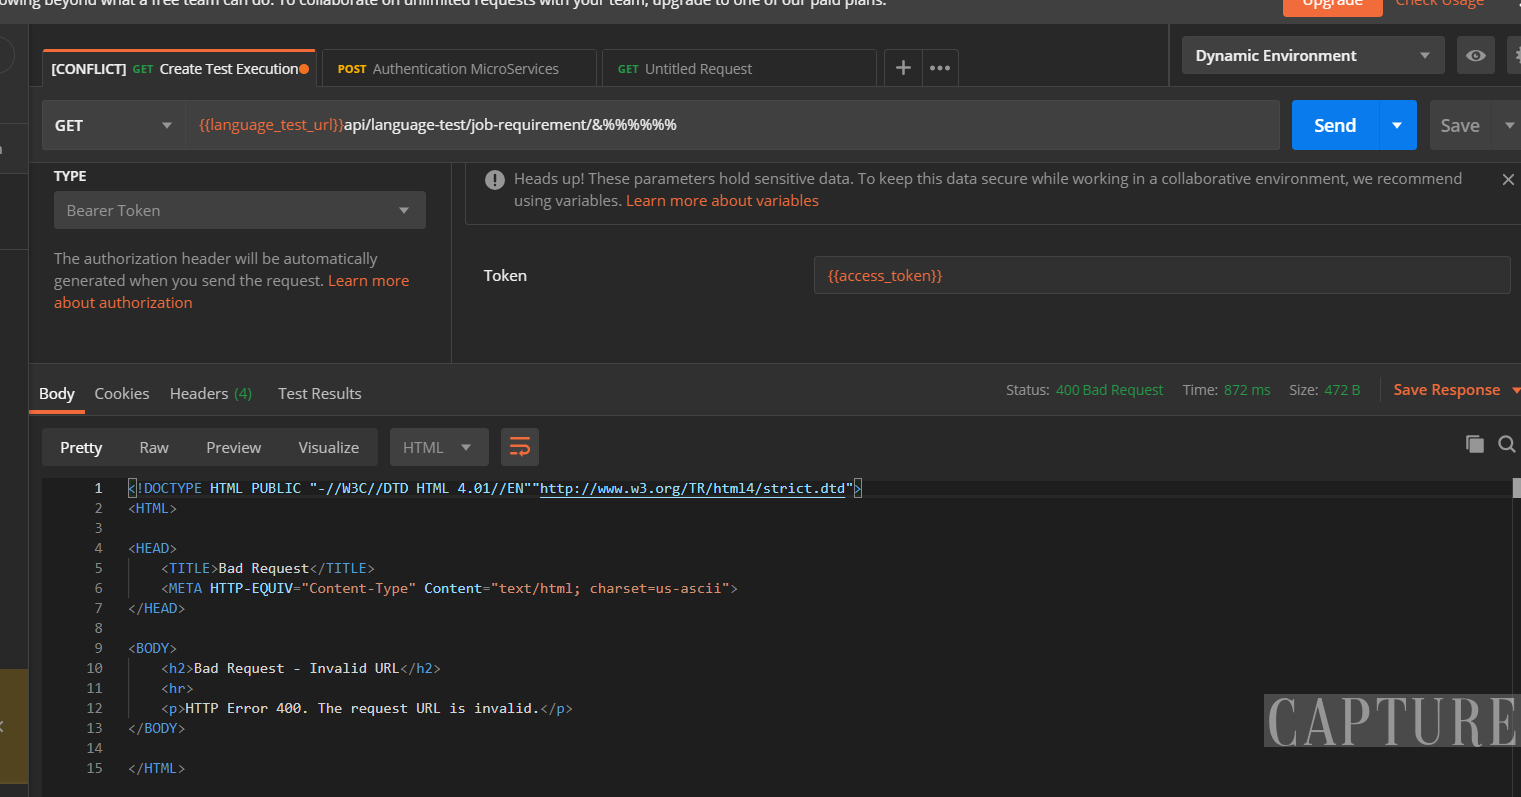 owing beyond what a free team can do. To collaborate on unlimited requests with your team, upgrade to one of our paid plans.
Upgrade
Check Usage
[CONFLICT] GET Create Test Execution
POST Authentication MicroServices
GET Untitled Request
Dynamic Environment
GET
{{language_test_url}}api/language-test/job-requirement/&%%%%%%
Send
Save
TYPE
Bearer Token
The authorization header will be automatically
generated when you send the request. Learn more
about authorization
Heads up! These parameters hold sensitive data. To keep this data secure while working in a collaborative environment, we recommend
using variables. Learn more about variables
Token
{{access_token}}
Body Cookies Headers (4) Test Results
Status: 400 Bad Request Time: 872 ms Size: 472 B
Save Response
Pretty Raw Preview Visualize HTML
1 <!DOCTYPE HTML PUBLIC "-//W3C//DTD HTML 4.01//EN""http://www.w3.org/TR/html4/strict.dtd">
2 <HTML>
3
4 <HEAD>
5 <TITLE>Bad Request</TITLE>
6 <META HTTP-EQUIV="Content-Type" Content="text/html; charset=us-ascii">
7 </HEAD>
8
9 <BODY>
10 <h2>Bad Request - Invalid URL</h2>
11 <hr>
12 <p>HTTP Error 400. The request URL is invalid.</p>
13 </BODY>
14
15 </HTML>
CAPTURE